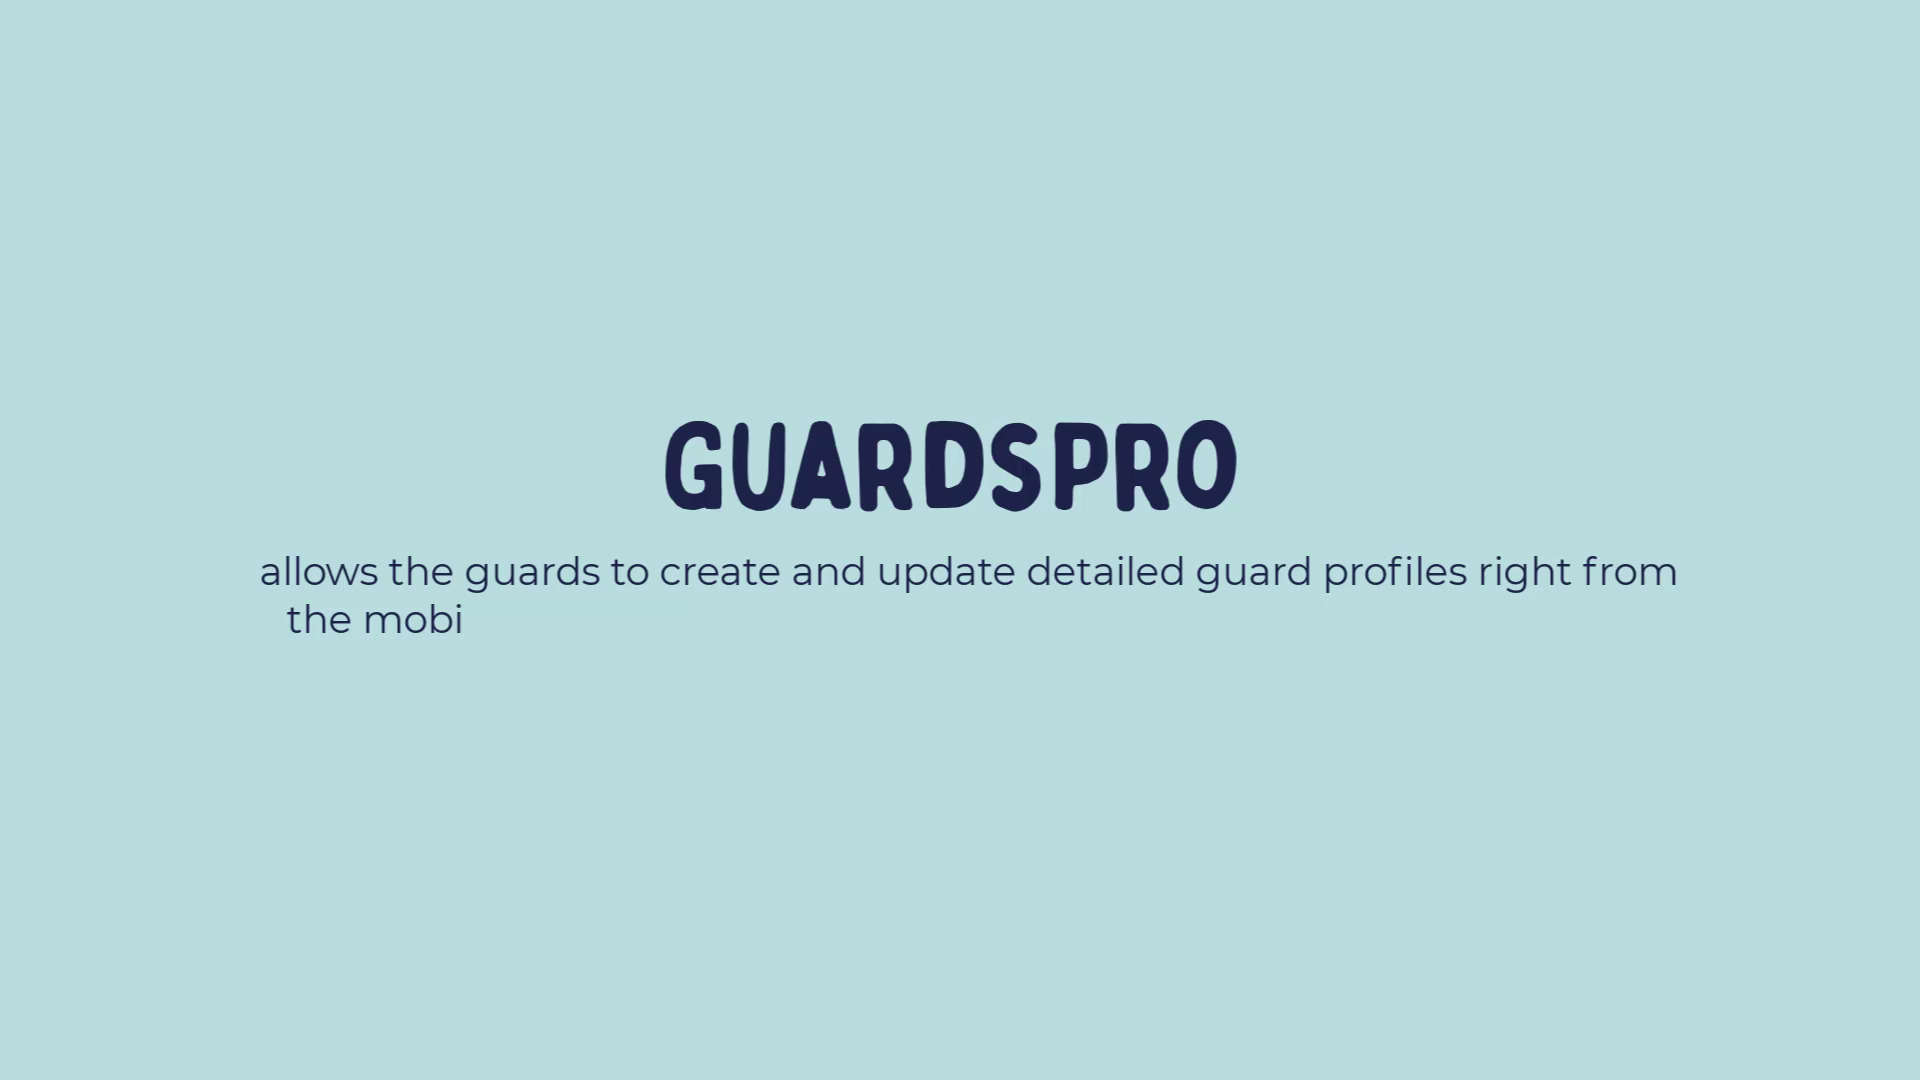 GUARDSPRO
allows the guards to create and update detailed guard profiles right from
the mobi